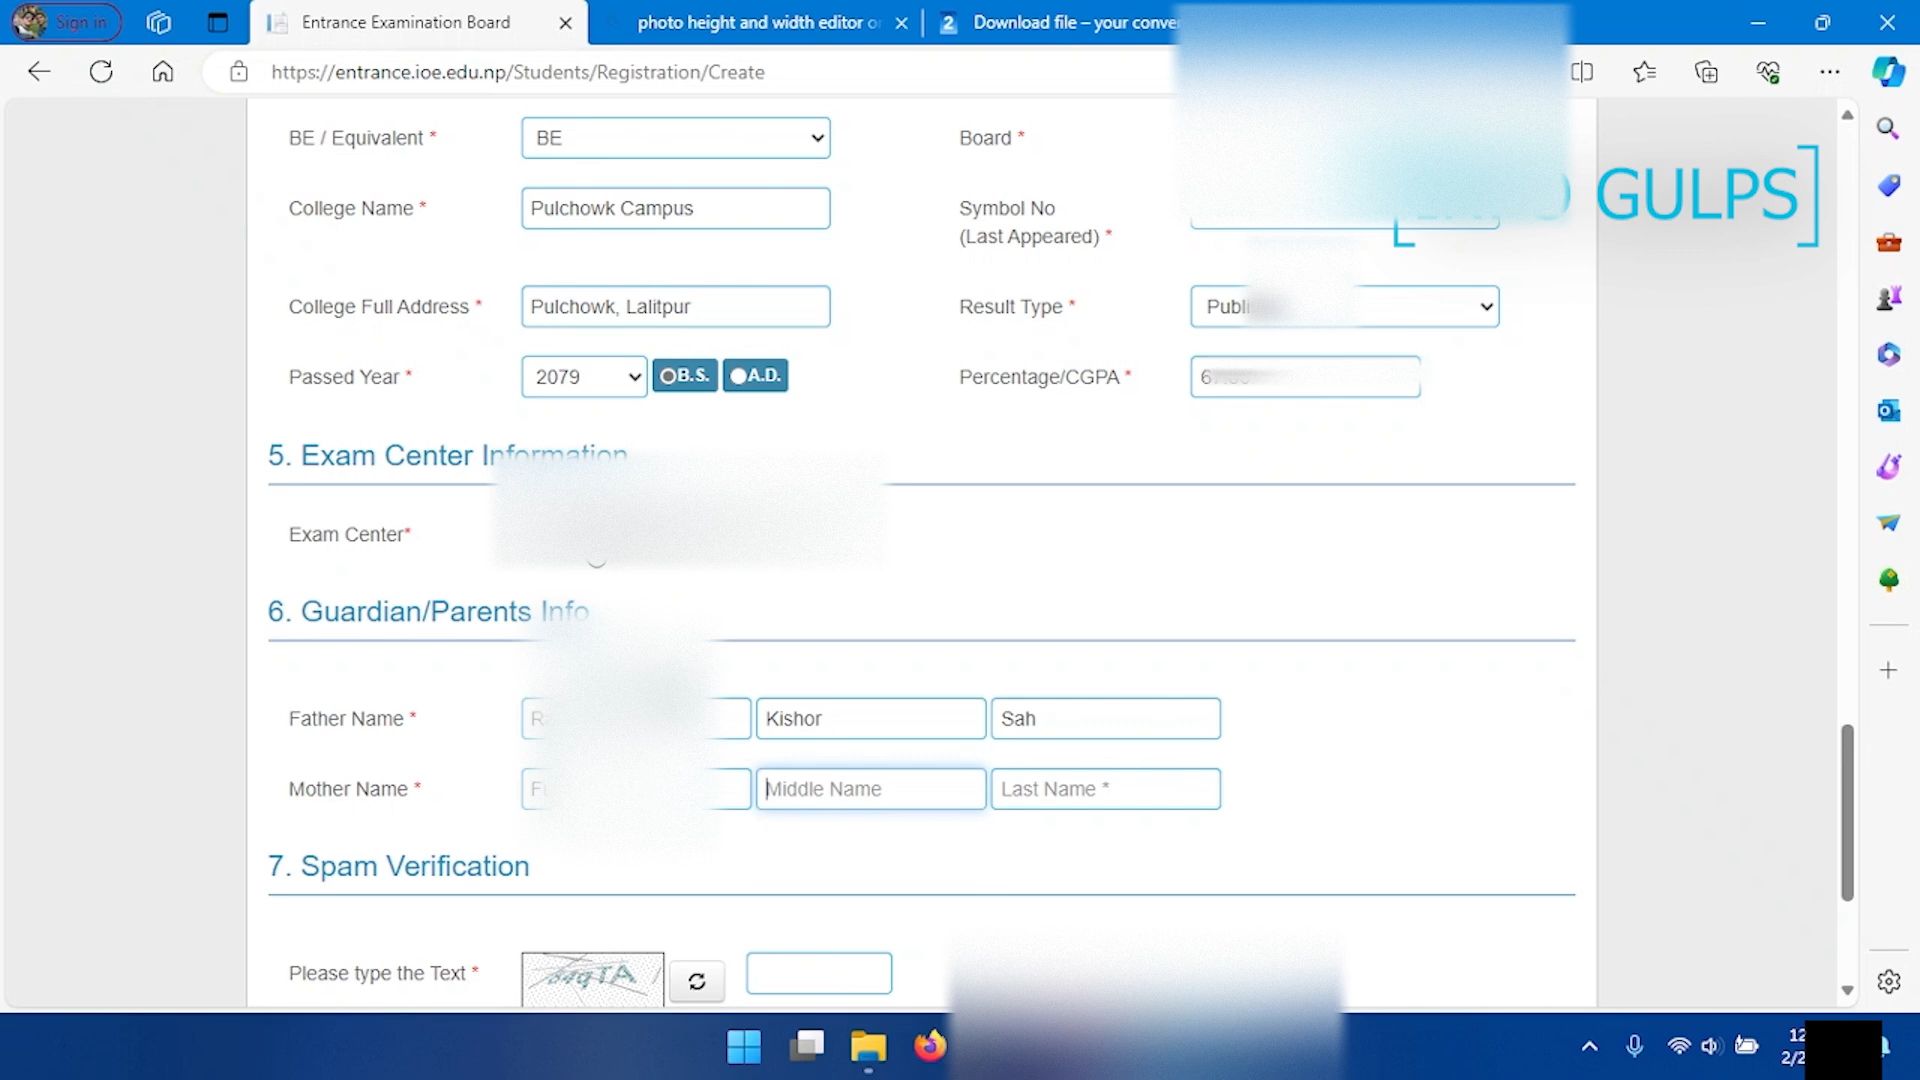 Sign in
Entrance Examination Board
photo height and width editor
Download file – your conve
https://entrance.ioe.edu.np/Students/Registration/Create
BE / Equivalent * BE Board *
GULPS
College Name * Pulchowk Campus Symbol No
(Last Appeared) *
College Full Address * Pulchowk, Lalitpur Result Type * Publi
Passed Year * 2079 B.S. A.D. Percentage/CGPA *
5. Exam Center Information
Exam Center*
6. Guardian/Parents Info
Father Name * Kishor Sah
Mother Name * Middle Name Last Name *
7. Spam Verification
Please type the Text *